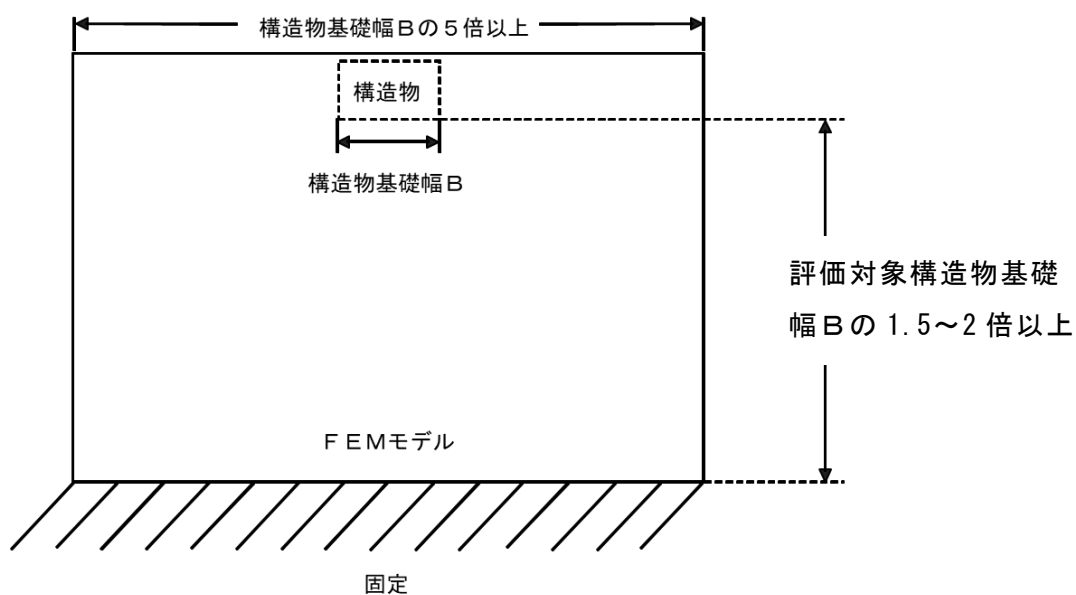 構造物基礎幅Bの5倍以上
構造物
構造物基礎幅B
評価対象構造物基礎
幅Bの1.5~2倍以上
FEMモデル
固定